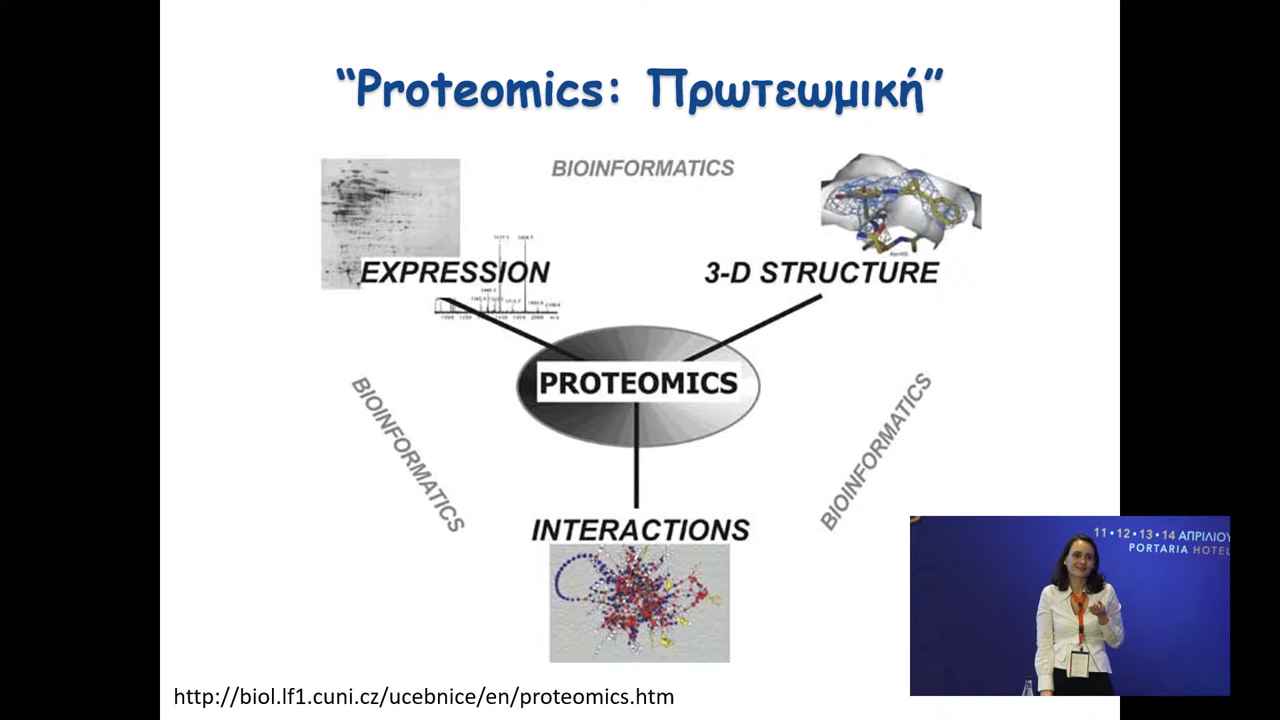 “Proteomics: Πρωτεωμική”
BIOINFORMATICS
EXPRESSION
3-D STRUCTURE
PROTEOMICS
BIOINFORMATICS
BIOINFORMATICS
INTERACTIONS
11 • 12 • 13 • 14 ΑΠΡΙΛΙΟΥ
PORTARIA HOTEL
http://biol.lf1.cuni.cz/ucebnice/en/proteomics.htm